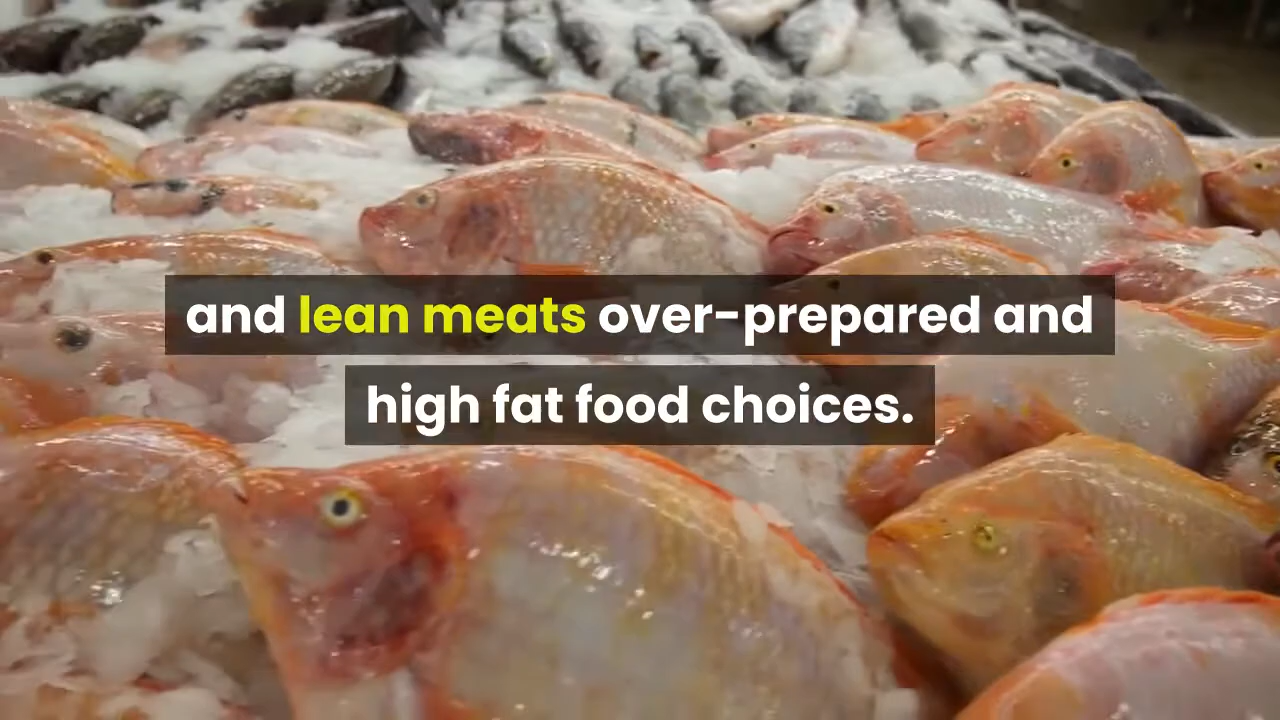 and lean meats over-prepared and
high fat food choices.